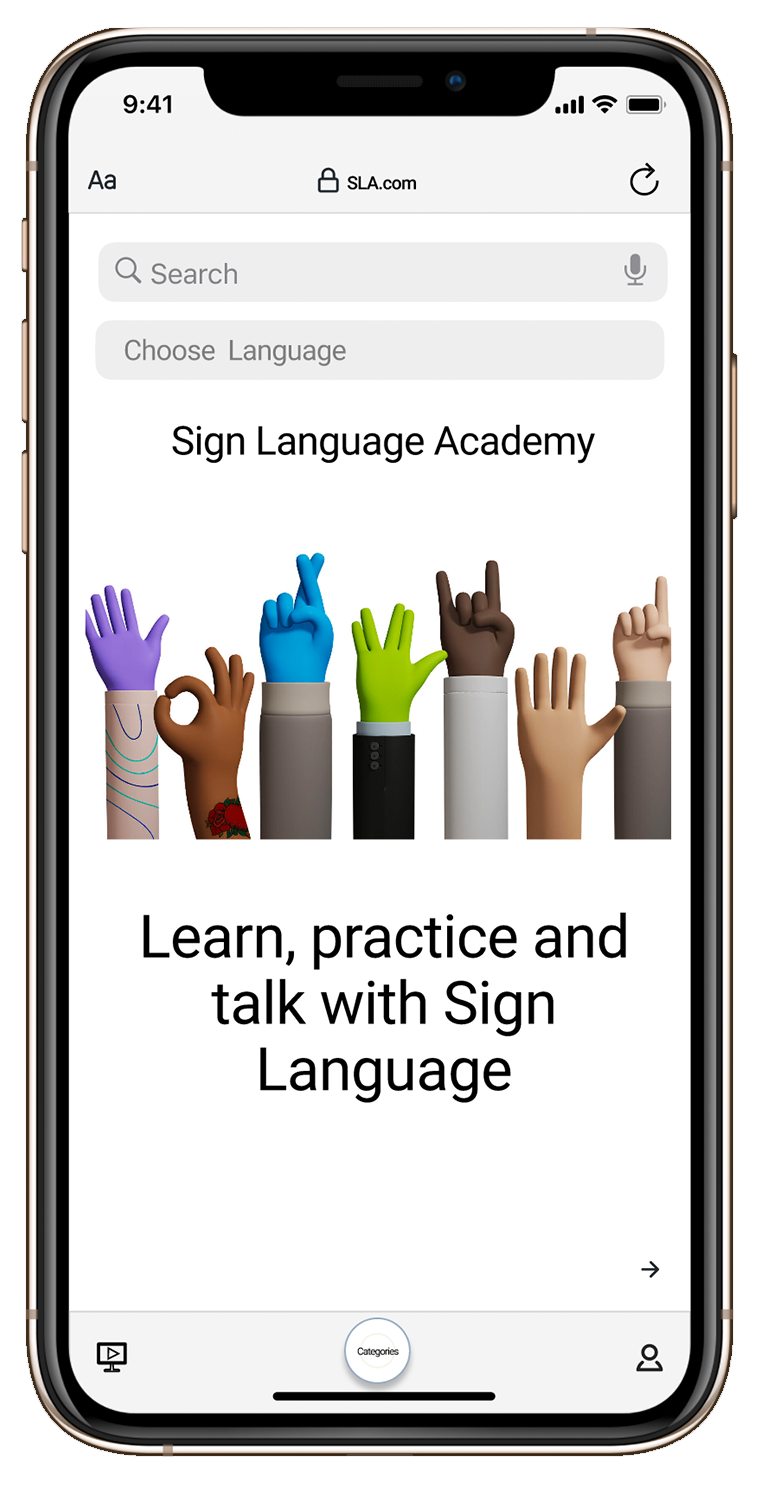 9:41
Aa
SLA.com
Search
Choose Language
Sign Language Academy
Learn, practice and
talk with Sign
Language
Categories